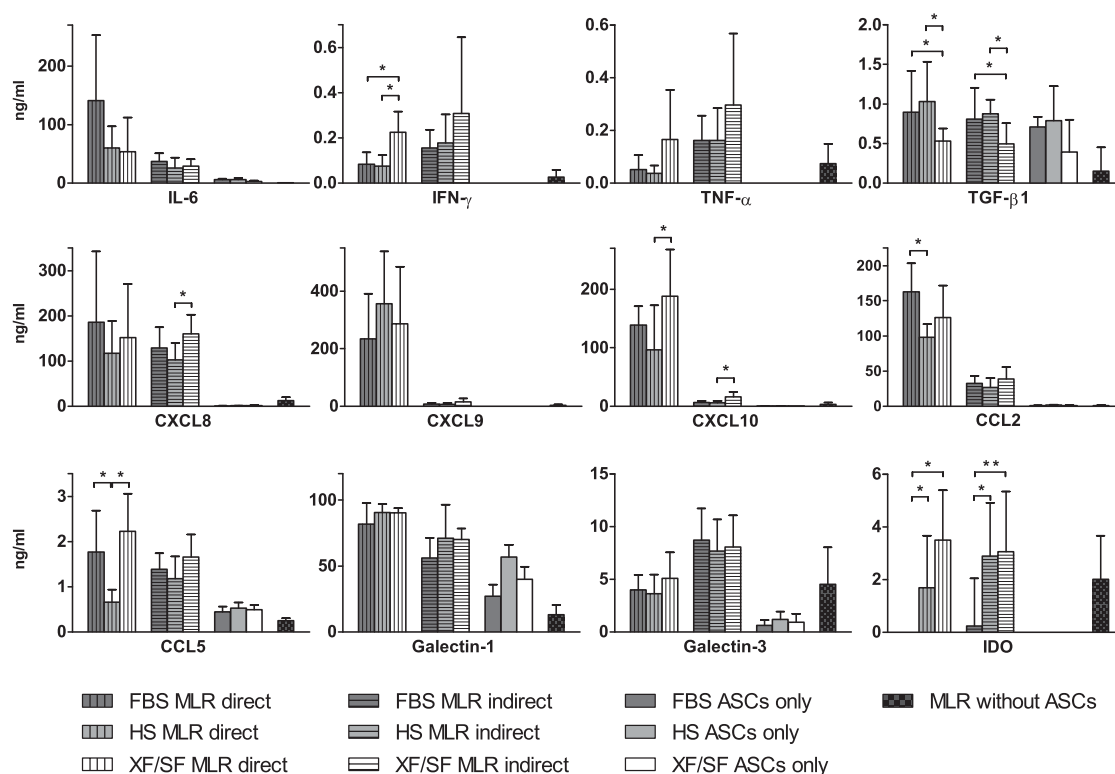 ng/ml
200
100
0
IL-6
*
*
0.6
0.4
0.2
0.0
IFN-γ
0.6
0.4
0.2
0.0
TNF-α
*
*
*
*
2.0
1.5
1.0
0.5
0.0
TGF-β1
ng/ml
*
300
200
100
0
CXCL8
400
200
0
CXCL9
*
*
200
100
0
CXCL10
*
200
150
100
50
0
CCL2
ng/ml
* *
3
2
1
0
CCL5
100
50
0
Galectin-1
15
10
5
0
Galectin-3
*
*
**
*
6
4
2
0
IDO
FBS MLR direct
FBS MLR indirect
FBS ASCs only
MLR without ASCs
HS MLR direct
HS MLR indirect
HS ASCs only
XF/SF MLR direct
XF/SF MLR indirect
XF/SF ASCs only